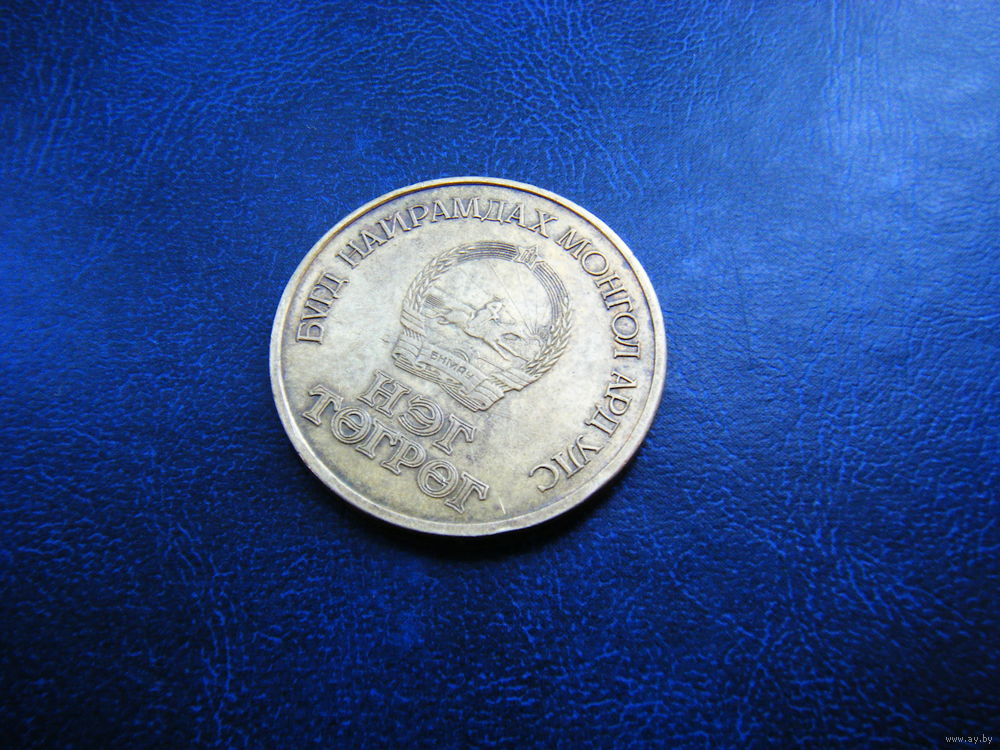 БҮГД НАЙРАМДАХ МОНГОЛ АРД УЛС
БНМАУ
НЭГ
ТӨГРӨГ
www.ay.by